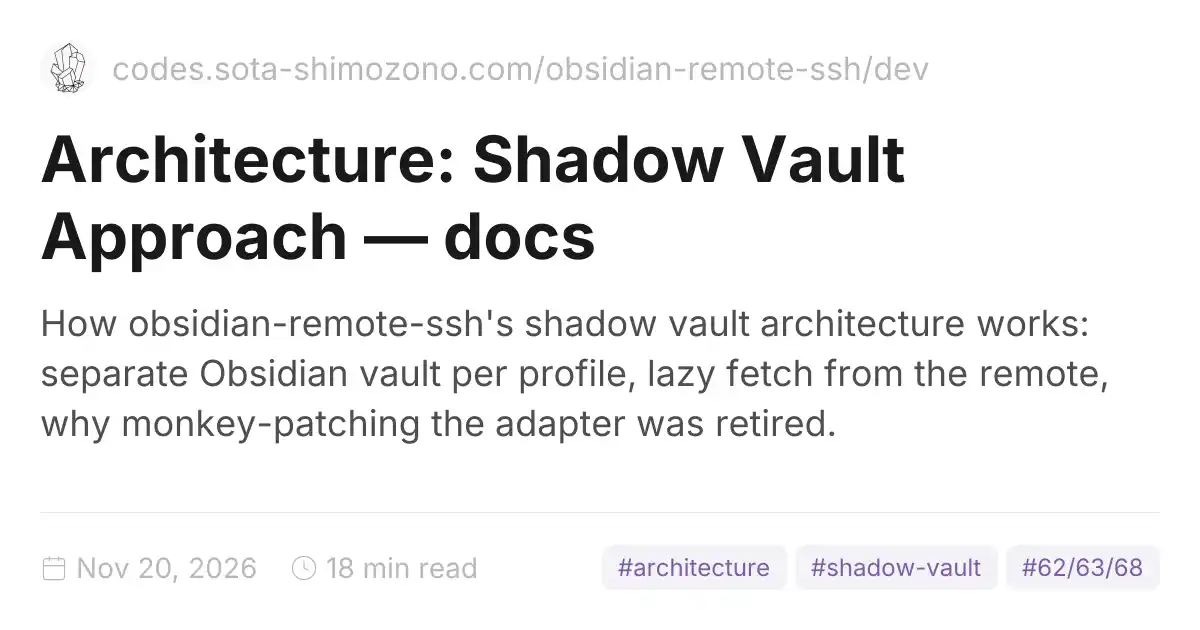 codes.sota-shimozono.com/obsidian-remote-ssh/dev
Architecture: Shadow Vault
Approach — docs
How obsidian-remote-ssh's shadow vault architecture works:
separate Obsidian vault per profile, lazy fetch from the remote,
why monkey-patching the adapter was retired.
Nov 20, 2026 18 min read #architecture #shadow-vault #62/63/68